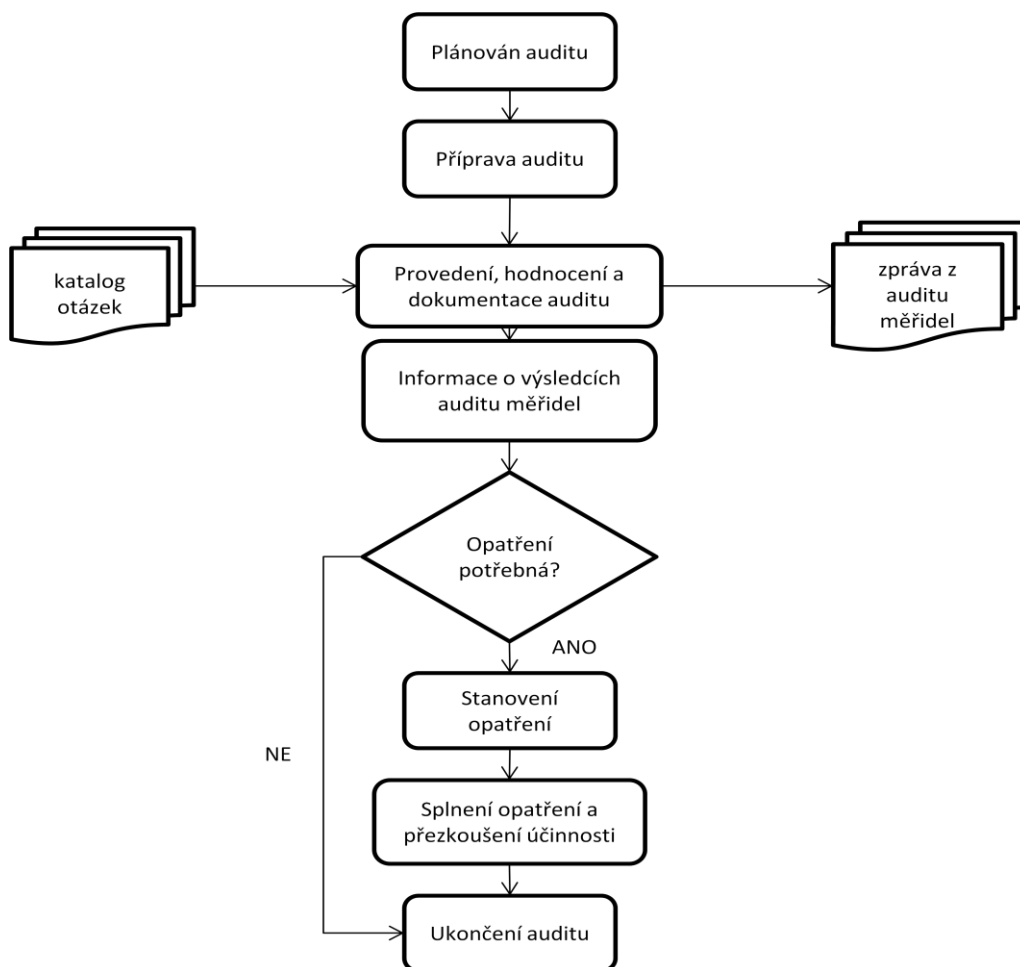 Plánován auditu
Příprava auditu
katalog
otázek
Provedení, hodnocení a
dokumentace auditu
zpráva z
auditu
měřidel
Informace o výsledcích
auditu měřidel
Opatření
potřebná?
ANO
Stanovení
opatření
NE
Splnení opatření a
přezkoušení účinnosti
Ukončení auditu